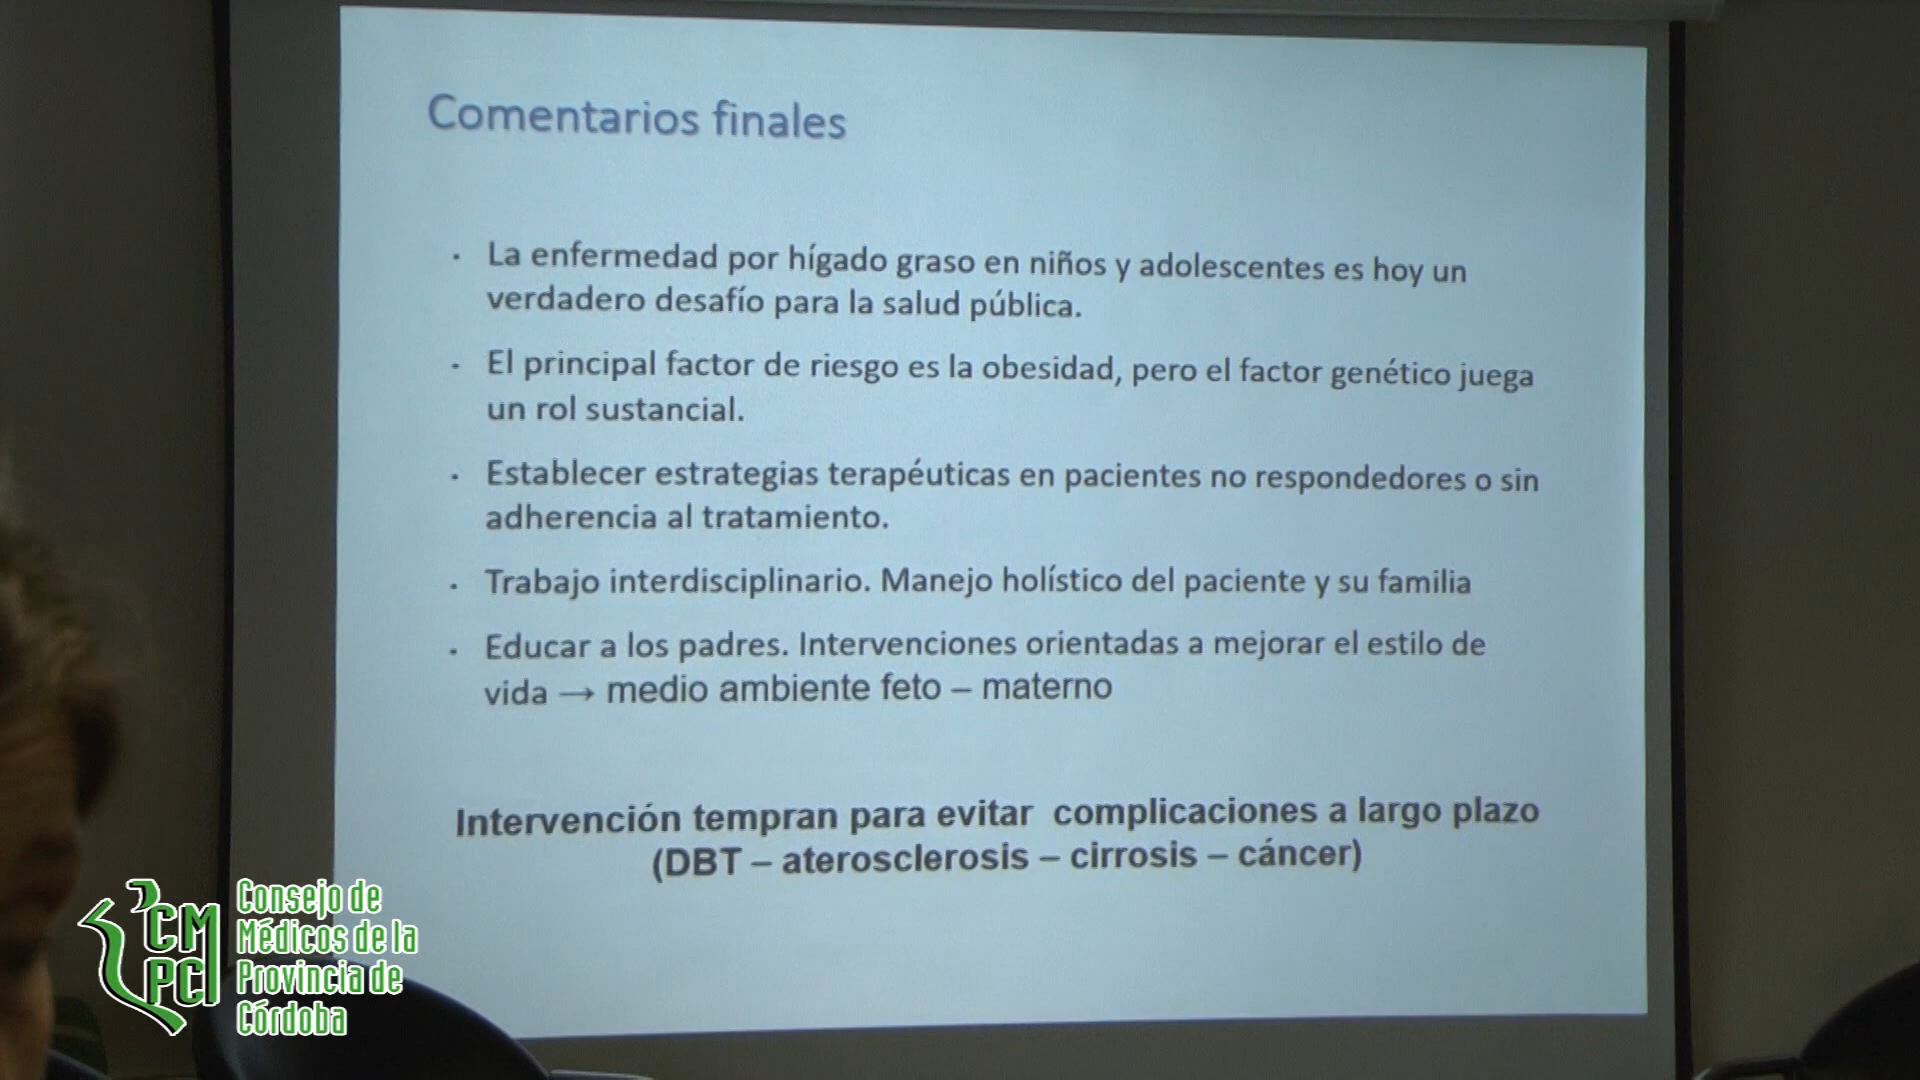 Comentarios finales
· La enfermedad por hígado graso en niños y adolescentes es hoy un
verdadero desafío para la salud pública.
· El principal factor de riesgo es la obesidad, pero el factor genético juega
un rol sustancial.
· Establecer estrategias terapéuticas en pacientes no respondedores o sin
adherencia al tratamiento.
· Trabajo interdisciplinario. Manejo holístico del paciente y su familia
· Educar a los padres. Intervenciones orientadas a mejorar el estilo de
vida → medio ambiente feto – materno
Intervención tempran para evitar complicaciones a largo plazo
(DBT – aterosclerosis – cirrosis – cáncer)
CM
PC
Consejo de
Médicos de la
Provincia de
Córdoba